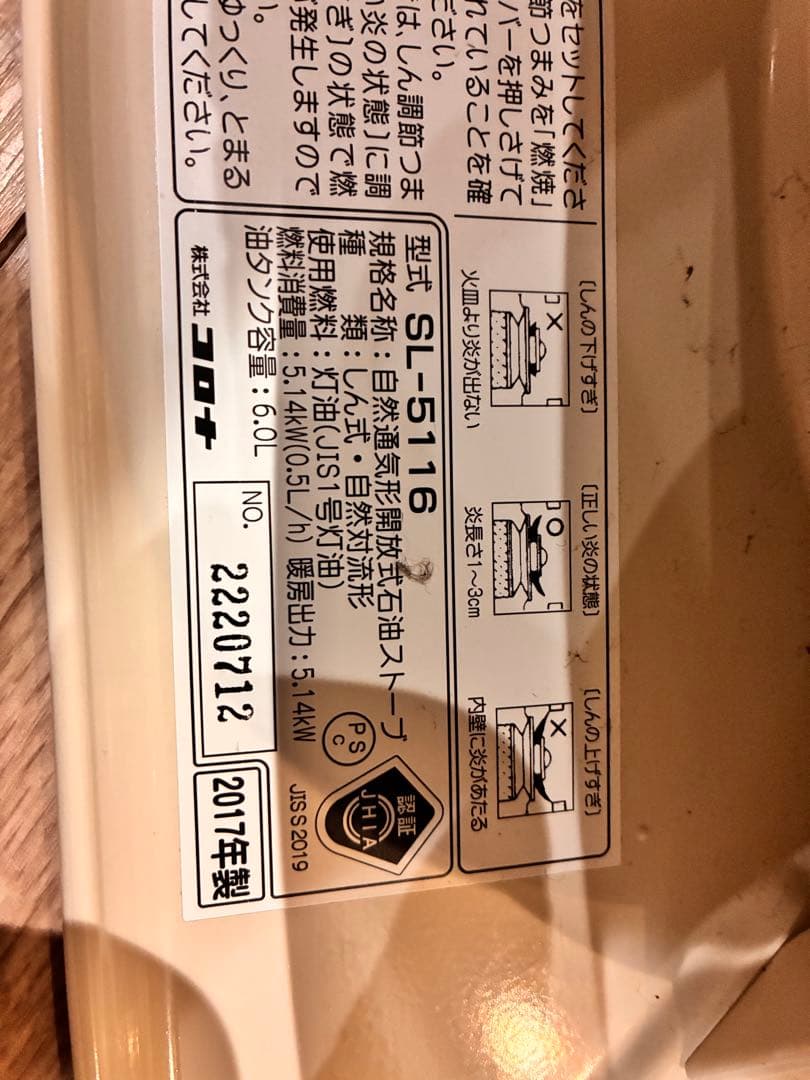 をセットしてくださ
節つまみを「燃焼」
バーを押しさげて
れていることを確
ださい。
は、しん調節つま
い炎の状態〕に調
ぎ〕の状態で燃
発生しますので
い。
ゆっくり、とまる
してください。
〔しんの下げすぎ〕
火皿より炎が出ない
〔正しい炎の状態〕
炎長さ1〜3cm
〔しんの上げすぎ〕
内壁に炎があたる
型式 SL-5116
規格名称：自然通気形開放式石油ストーブ
種　類：しん式・自然対流形
使用燃料：灯油(JIS1号灯油)
燃料消費量：5.14kW(0.5L/h) 暖房出力：5.14kW
油タンク容量：6.0L
PSC
認証
JHIA
JIS S 2019
株式会社 コロナ
NO. 2220712
2017年製